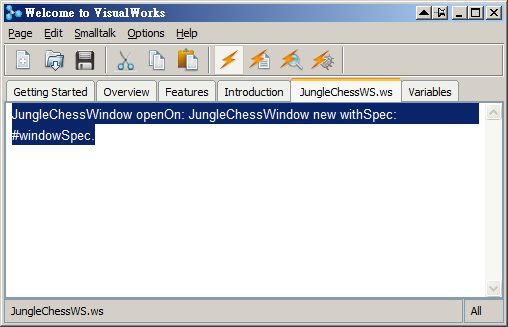 Welcome to VisualWorks
Page Edit Smalltalk Options Help
Getting Started Overview Features Introduction JungleChessWS.ws Variables
JungleChessWindow openOn: JungleChessWindow new withSpec:
#windowSpec.
JungleChessWS.ws All